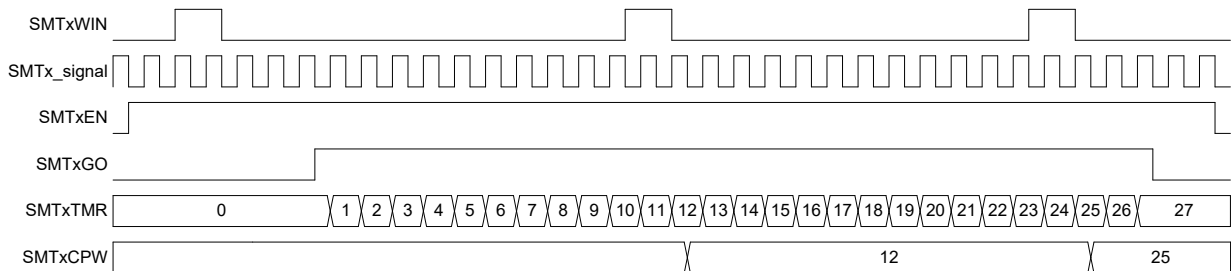 SMTxWIN
SMTx_signal
SMTxEN
SMTxGO
SMTxTMR 0 1 2 3 4 5 6 7 8 9 10 11 12 13 14 15 16 17 18 19 20 21 22 23 24 25 26 27
SMTxCPW 12 25